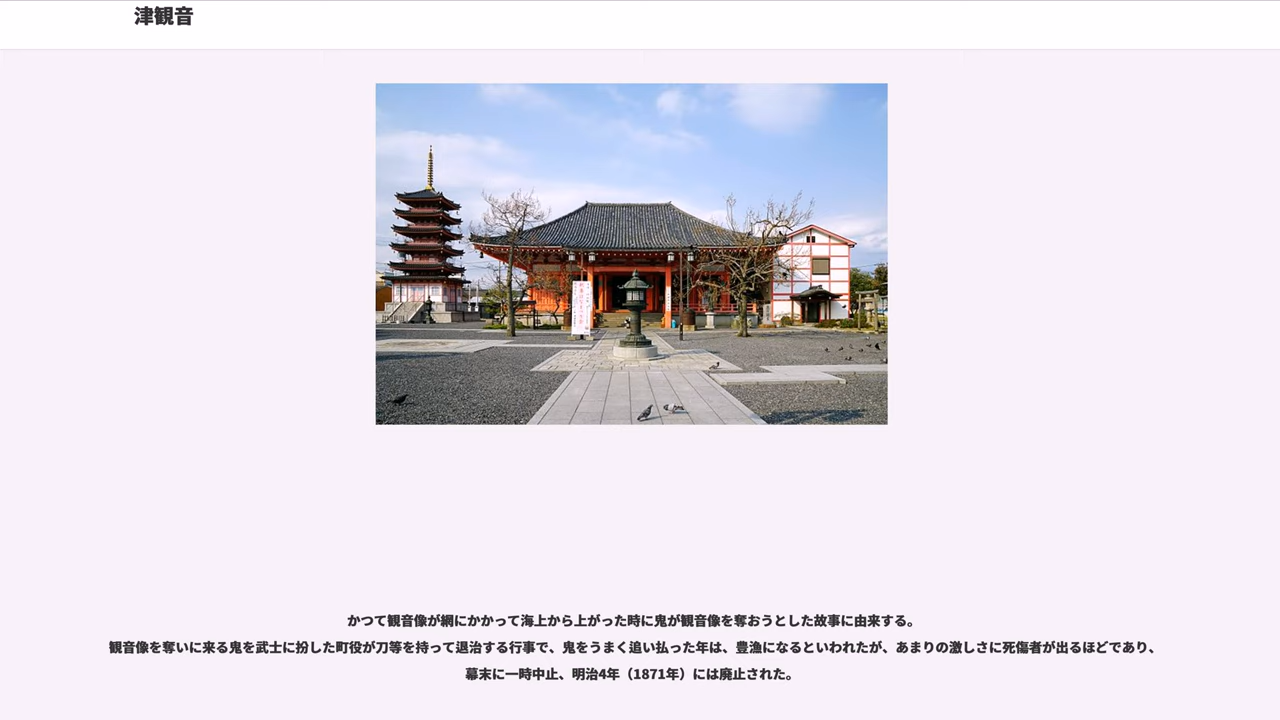 津観音
かつて観音像が網にかかって海上から上がった時に鬼が観音像を奪おうとした故事に由来する。
観音像を奪いに来る鬼を武士に扮した町役が刀等を持って退治する行事で、鬼をうまく追い払った年は、豊漁になるといわれたが、あまりの激しさに死傷者が出るほどであり、
幕末に一時中止、明治4年（1871年）には廃止された。